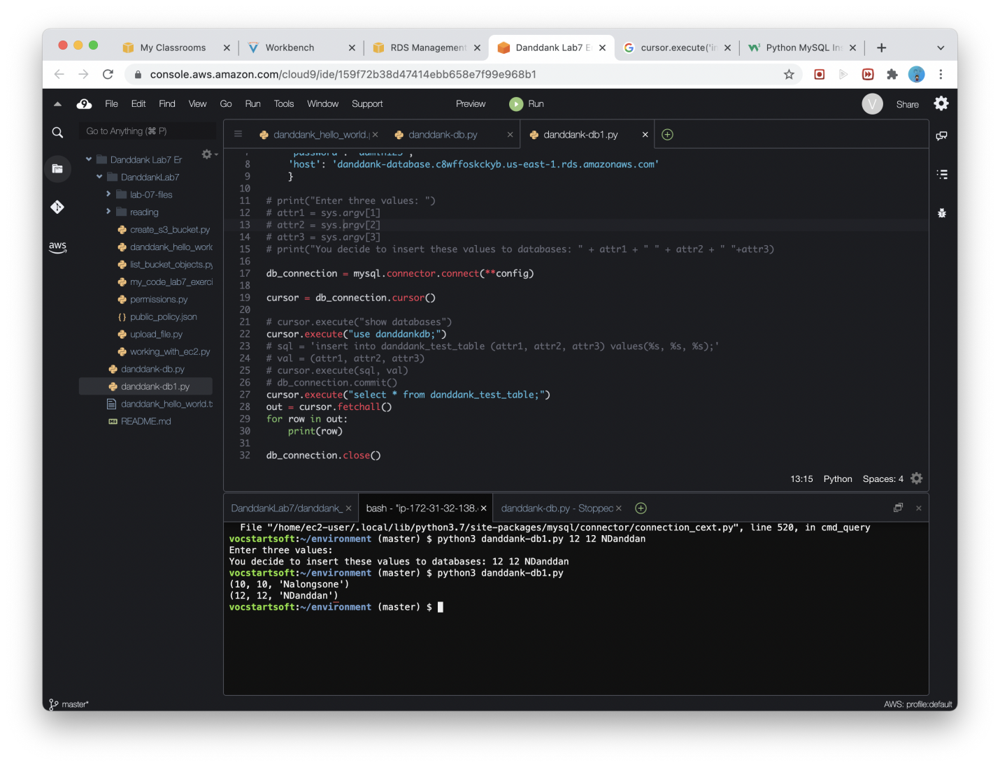 My Classrooms
Workbench
RDS Management
Danddank Lab7 E
cursor.execute('in
Python MySQL In
console.aws.amazon.com/cloud9/ide/159f72b38d47414ebb658e7f99e968b1
9 File Edit Find View Go Run Tools Window Support Preview Run V Share
Go to Anything (⌘ P)
danddank_hello_world.
danddank-db.py
danddank-db1.py
Danddank Lab7 Er
DanddankLab7
lab-07-files
reading
create_s3_bucket.py
danddank_hello_worl
list_bucket_objects.py
my_code_lab7_exerci
permissions.py
public_policy.json
upload_file.py
working_with_ec2.py
danddank-db.py
danddank-db1.py
danddank_hello_world.t
README.md
aws
8 'host': 'danddank-database.c8wffoskckyb.us-east-1.rds.amazonaws.com'
9 }
10
11 # print("Enter three values: ")
12 # attr1 = sys.argv[1]
13 # attr2 = sys.argv[2]
14 # attr3 = sys.argv[3]
15 # print("You decide to insert these values to databases: " + attr1 + " " + attr2 + " "+attr3)
16
17 db_connection = mysql.connector.connect(**config)
18
19 cursor = db_connection.cursor()
20
21 # cursor.execute("show databases")
22 cursor.execute("use danddankdb;")
23 # sql = 'insert into danddank_test_table (attr1, attr2, attr3) values(%s, %s, %s);'
24 # val = (attr1, attr2, attr3)
25 # cursor.execute(sql, val)
26 # db_connection.commit()
27 cursor.execute("select * from danddank_test_table;")
28 out = cursor.fetchall()
29 for row in out:
30 print(row)
31
32 db_connection.close()
13:15 Python Spaces: 4
DanddankLab7/danddank_
bash - "ip-172-31-32-138.
danddank-db.py - Stopped
File "/home/ec2-user/.local/lib/python3.7/site-packages/mysql/connector/connection_cext.py", line 520, in cmd_query
vocstartsoft:~/environment (master) $ python3 danddank-db1.py 12 12 NDanddan
Enter three values:
You decide to insert these values to databases: 12 12 NDanddan
vocstartsoft:~/environment (master) $ python3 danddank-db1.py
(10, 10, 'Nalongsone')
(12, 12, 'NDanddan')
vocstartsoft:~/environment (master) $
master*
AWS: profile:default